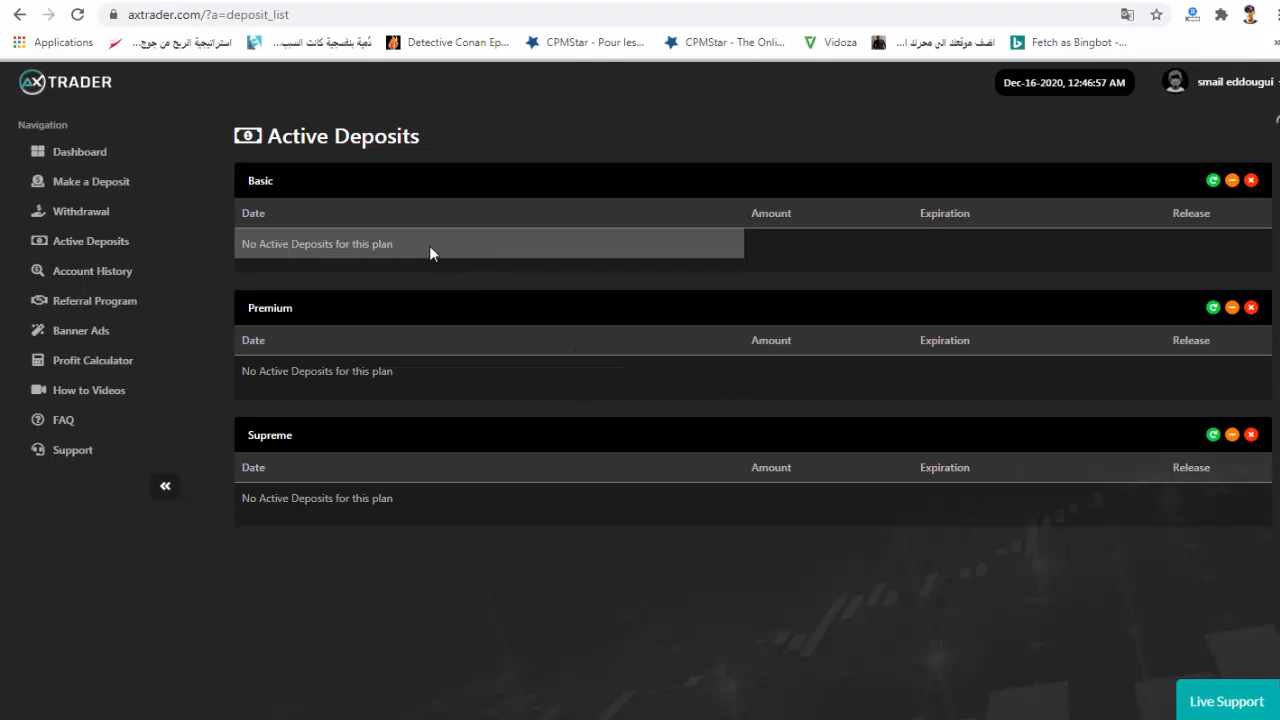 axtrader.com/?a=deposit_list
Applications
استراتيجية الربح من جوج...
ذهبية بنفسجية كانت السبب...
Detective Conan Ep...
CPMStar - Pour les...
CPMStar - The Onli...
Vidoza
اضف موقعك الي محرك ا...
Fetch as Bingbot -...
AXTRADER
Dec-16-2020, 12:46:57 AM
smail eddougui
Navigation
Dashboard
Make a Deposit
Withdrawal
Active Deposits
Account History
Referral Program
Banner Ads
Profit Calculator
How to Videos
FAQ
Support
Active Deposits
Basic
Date Amount Expiration Release
No Active Deposits for this plan
Premium
Date Amount Expiration Release
No Active Deposits for this plan
Supreme
Date Amount Expiration Release
No Active Deposits for this plan
Live Support